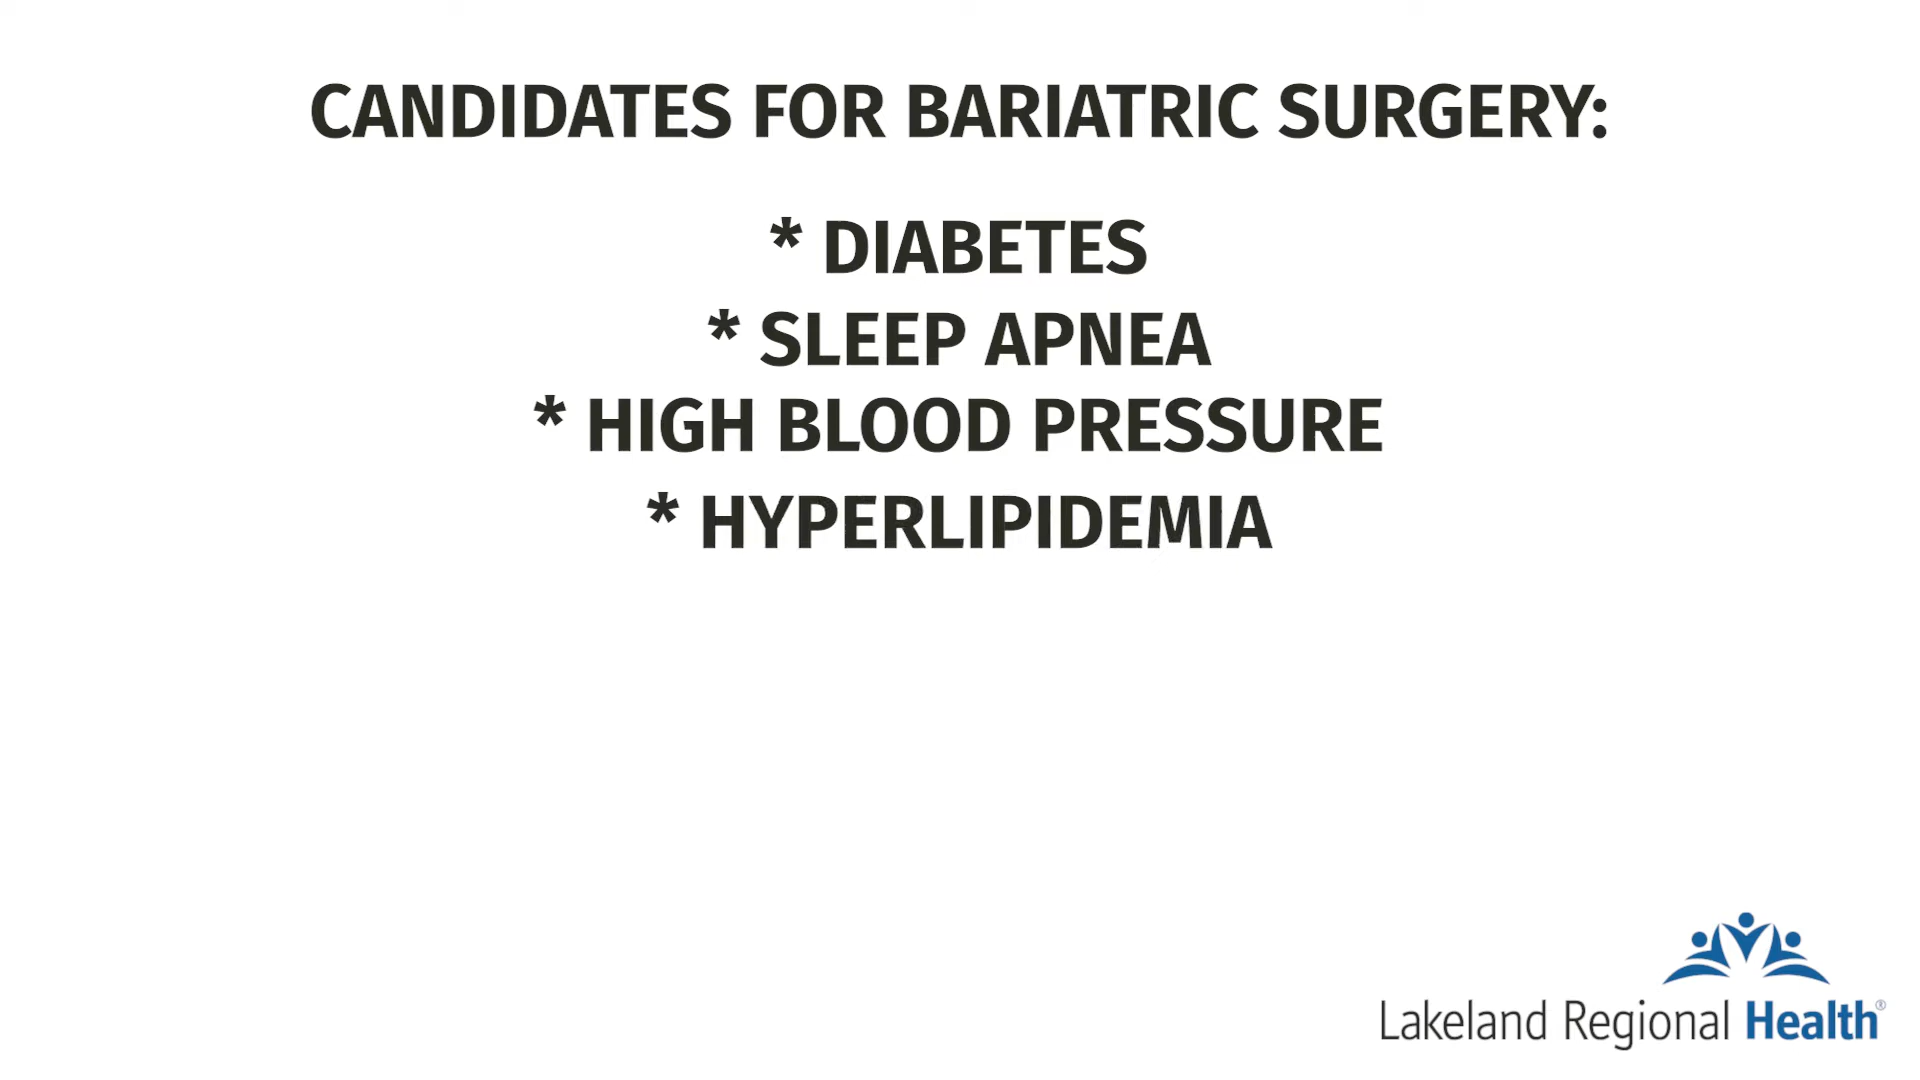 CANDIDATES FOR BARIATRIC SURGERY:
* DIABETES
* SLEEP APNEA
* HIGH BLOOD PRESSURE
* HYPERLIPIDEMIA
Lakeland Regional Health®